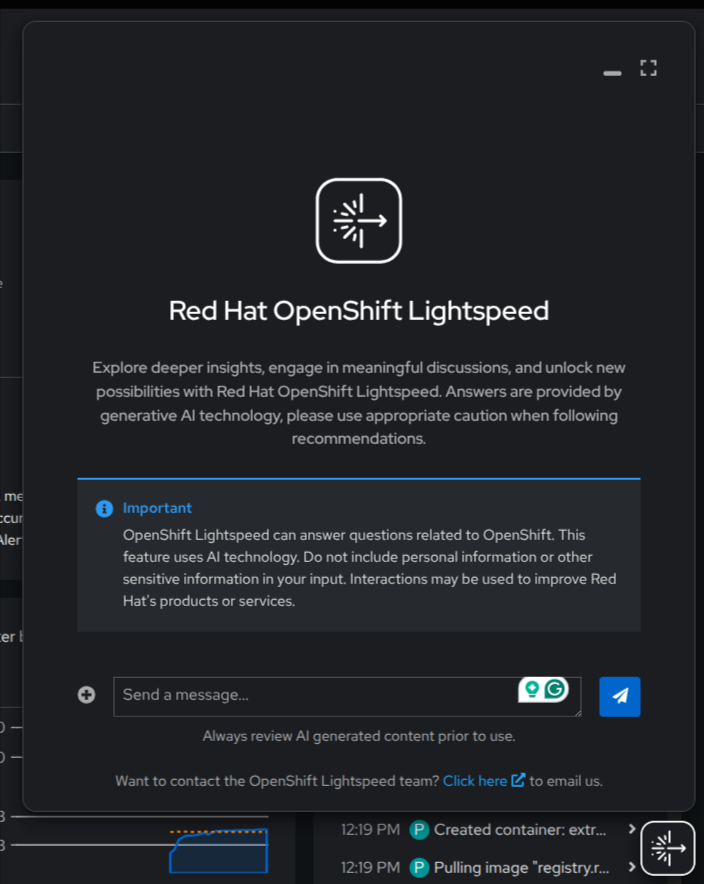 Red Hat OpenShift Lightspeed
Explore deeper insights, engage in meaningful discussions, and unlock new
possibilities with Red Hat OpenShift Lightspeed. Answers are provided by
generative AI technology, please use appropriate caution when following
recommendations.
Important
OpenShift Lightspeed can answer questions related to OpenShift. This
feature uses AI technology. Do not include personal information or other
sensitive information in your input. Interactions may be used to improve Red
Hat's products or services.
Send a message...
Always review AI generated content prior to use.
Want to contact the OpenShift Lightspeed team? Click here to email us.
12:19 PM P Created container: extr...
12:19 PM P Pulling image "registry.r...